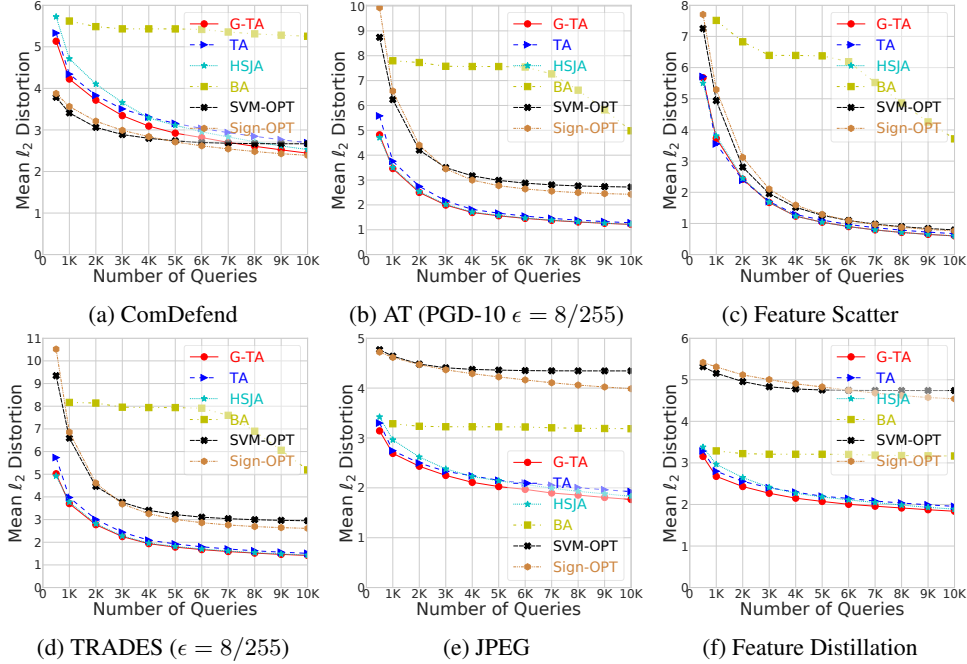 6
5
4
3
2
1
0
Mean ℓ₂ Distortion
0 1K 2K 3K 4K 5K 6K 7K 8K 9K 10K
Number of Queries
G-TA
TA
HSJA
BA
SVM-OPT
Sign-OPT
(a) ComDefend
10
9
8
7
6
5
4
3
2
1
0
Mean ℓ₂ Distortion
0 1K 2K 3K 4K 5K 6K 7K 8K 9K 10K
Number of Queries
G-TA
TA
HSJA
BA
SVM-OPT
Sign-OPT
(b) AT (PGD-10 ϵ = 8/255)
8
7
6
5
4
3
2
1
0
Mean ℓ₂ Distortion
0 1K 2K 3K 4K 5K 6K 7K 8K 9K 10K
Number of Queries
G-TA
TA
HSJA
BA
SVM-OPT
Sign-OPT
(c) Feature Scatter
11
10
9
8
7
6
5
4
3
2
1
0
Mean ℓ₂ Distortion
0 1K 2K 3K 4K 5K 6K 7K 8K 9K 10K
Number of Queries
G-TA
TA
HSJA
BA
SVM-OPT
Sign-OPT
(d) TRADES (ϵ = 8/255)
5
4
3
2
1
0
Mean ℓ₂ Distortion
0 1K 2K 3K 4K 5K 6K 7K 8K 9K 10K
Number of Queries
G-TA
TA
HSJA
BA
SVM-OPT
Sign-OPT
(e) JPEG
6
5
4
3
2
0
Mean ℓ₂ Distortion
0 1K 2K 3K 4K 5K 6K 7K 8K 9K 10K
Number of Queries
G-TA
TA
HSJA
BA
SVM-OPT
Sign-OPT
(f) Feature Distillation